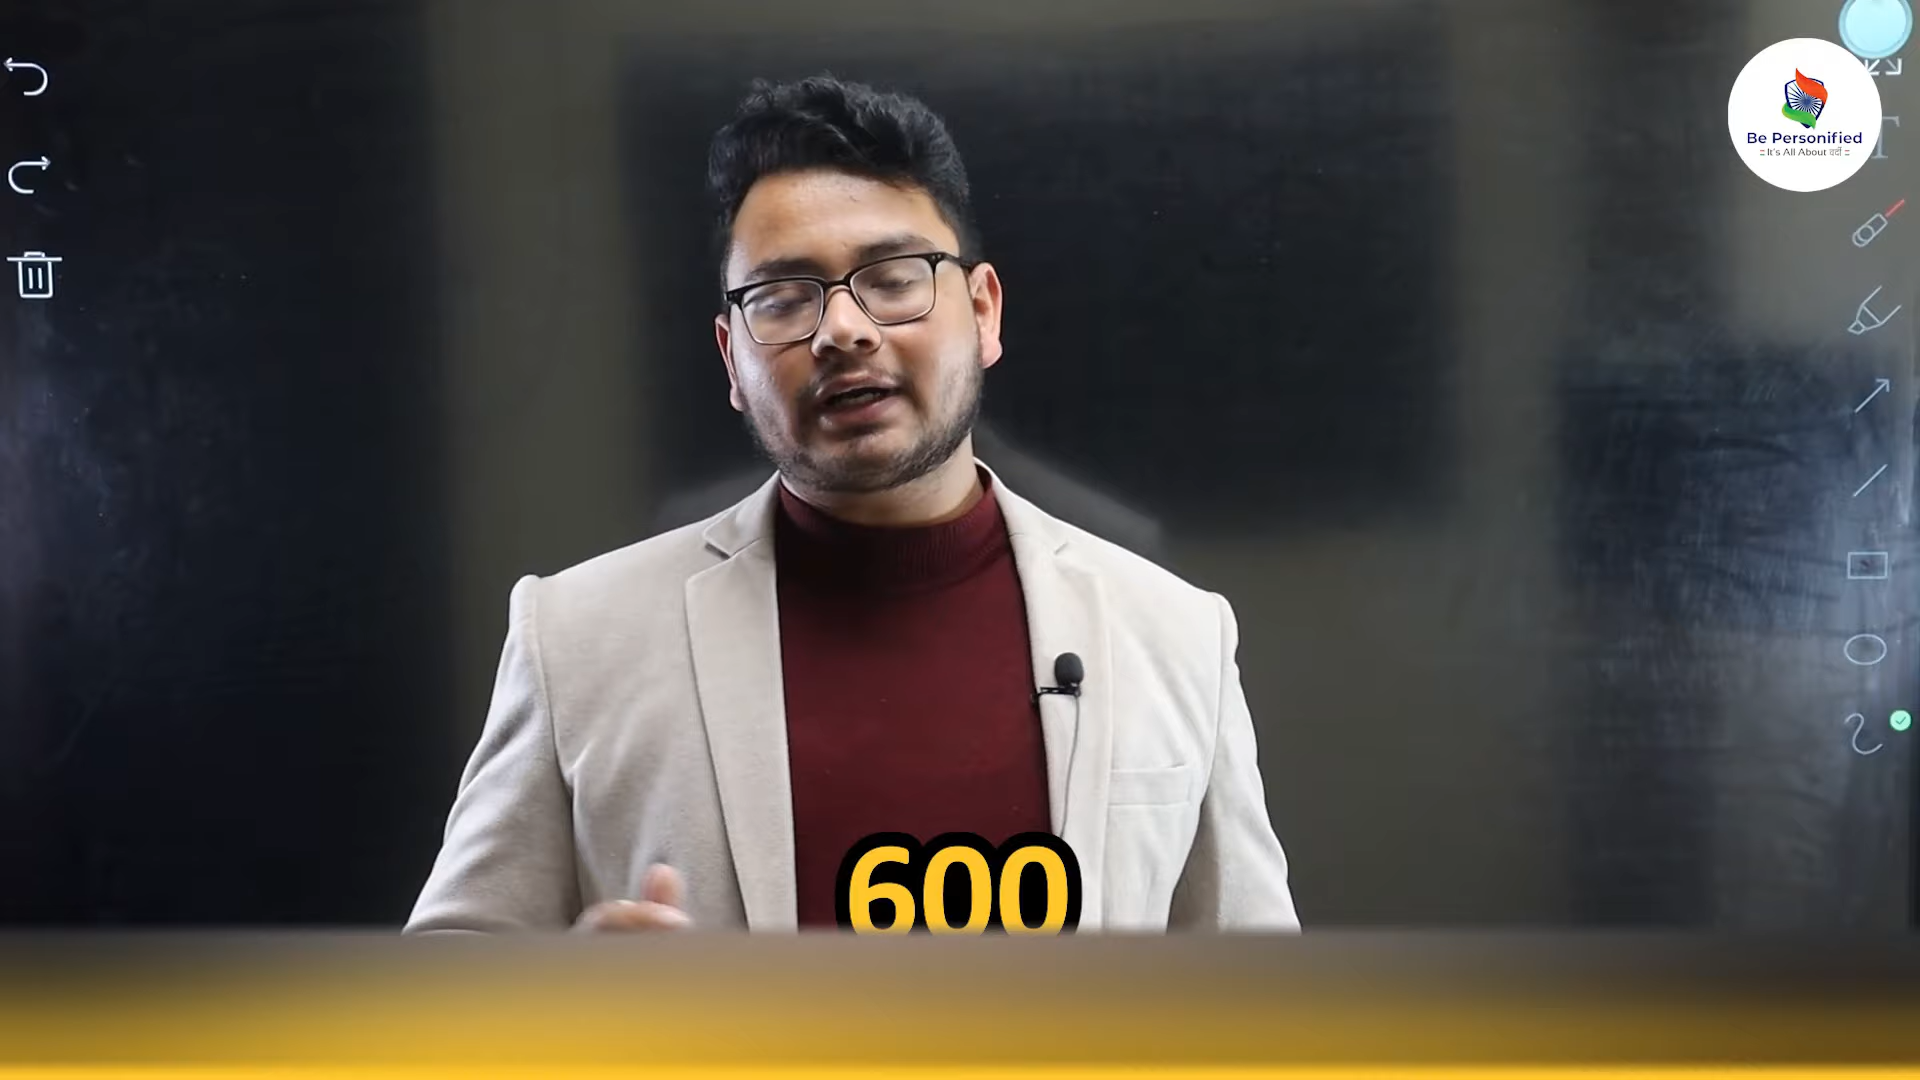 Be Personified
:: It's All About वर्दी ::
T
600